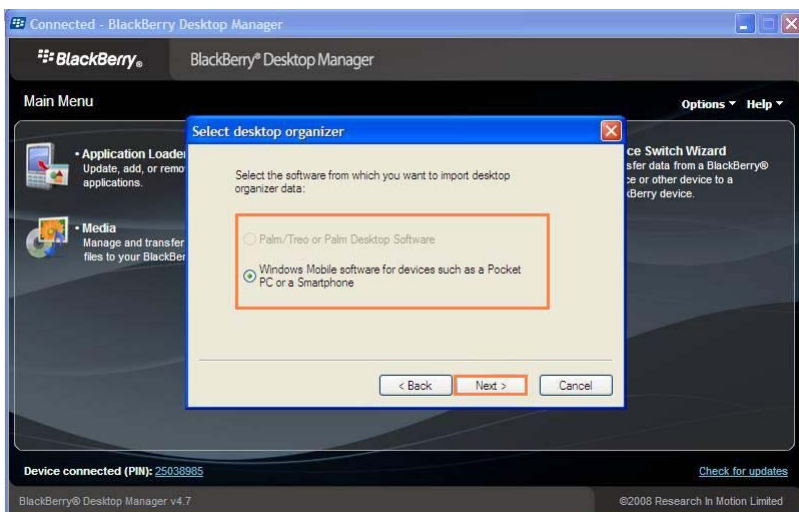 Connected - BlackBerry Desktop Manager
BlackBerry®
BlackBerry® Desktop Manager
Main Menu
Options
Help
Select desktop organizer
• Application Loade
Update, add, or remo
applications.
• Media
Manage and transfer
files to your BlackBer
Select the software from which you want to import desktop
organizer data:
Palm/Treo or Palm Desktop Software
Windows Mobile software for devices such as a Pocket
PC or a Smartphone
< Back
Next >
Cancel
ce Switch Wizard
sfer data from a BlackBerry®
ce or other device to a
kBerry device.
Device connected (PIN): 25038985
Check for updates
BlackBerry® Desktop Manager v4.7
©2008 Research In Motion Limited